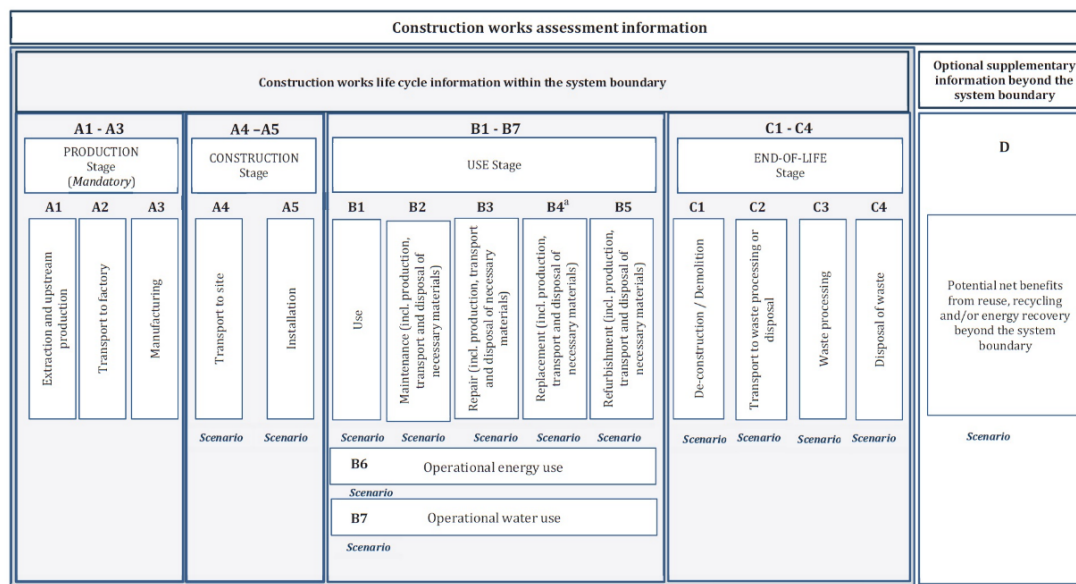 Construction works assessment information
Construction works life cycle information within the system boundary
Optional supplementary
information beyond the
system boundary
A1 - A3
PRODUCTION
Stage
(Mandatory)
A4 –A5
CONSTRUCTION
Stage
B1 - B7
USE Stage
C1 - C4
END-OF-LIFE
Stage
D
A1
A2
A3
A4
A5
B1
B2
B3
B4ª
B5
C1
C2
C3
C4
Extraction and upstream
production
Transport to factory
Manufacturing
Transport to site
Installation
Use
Maintenance (incl. production,
transport and disposal of
necessary materials)
Repair (incl. production, transport
and disposal of necessary
materials)
Replacement (incl. production,
transport and disposal of
necessary materials)
Refurbishment (incl. production,
transport and disposal of
necessary materials)
De-construction / Demolition
Transport to waste processing or
disposal
Waste processing
Disposal of waste
Potential net benefits
from reuse, recycling
and/or energy recovery
beyond the system
boundary
Scenario
Scenario
Scenario
Scenario
Scenario
Scenario
Scenario
Scenario
Scenario
Scenario
Scenario
Scenario
B6 Operational energy use
Scenario
B7 Operational water use
Scenario